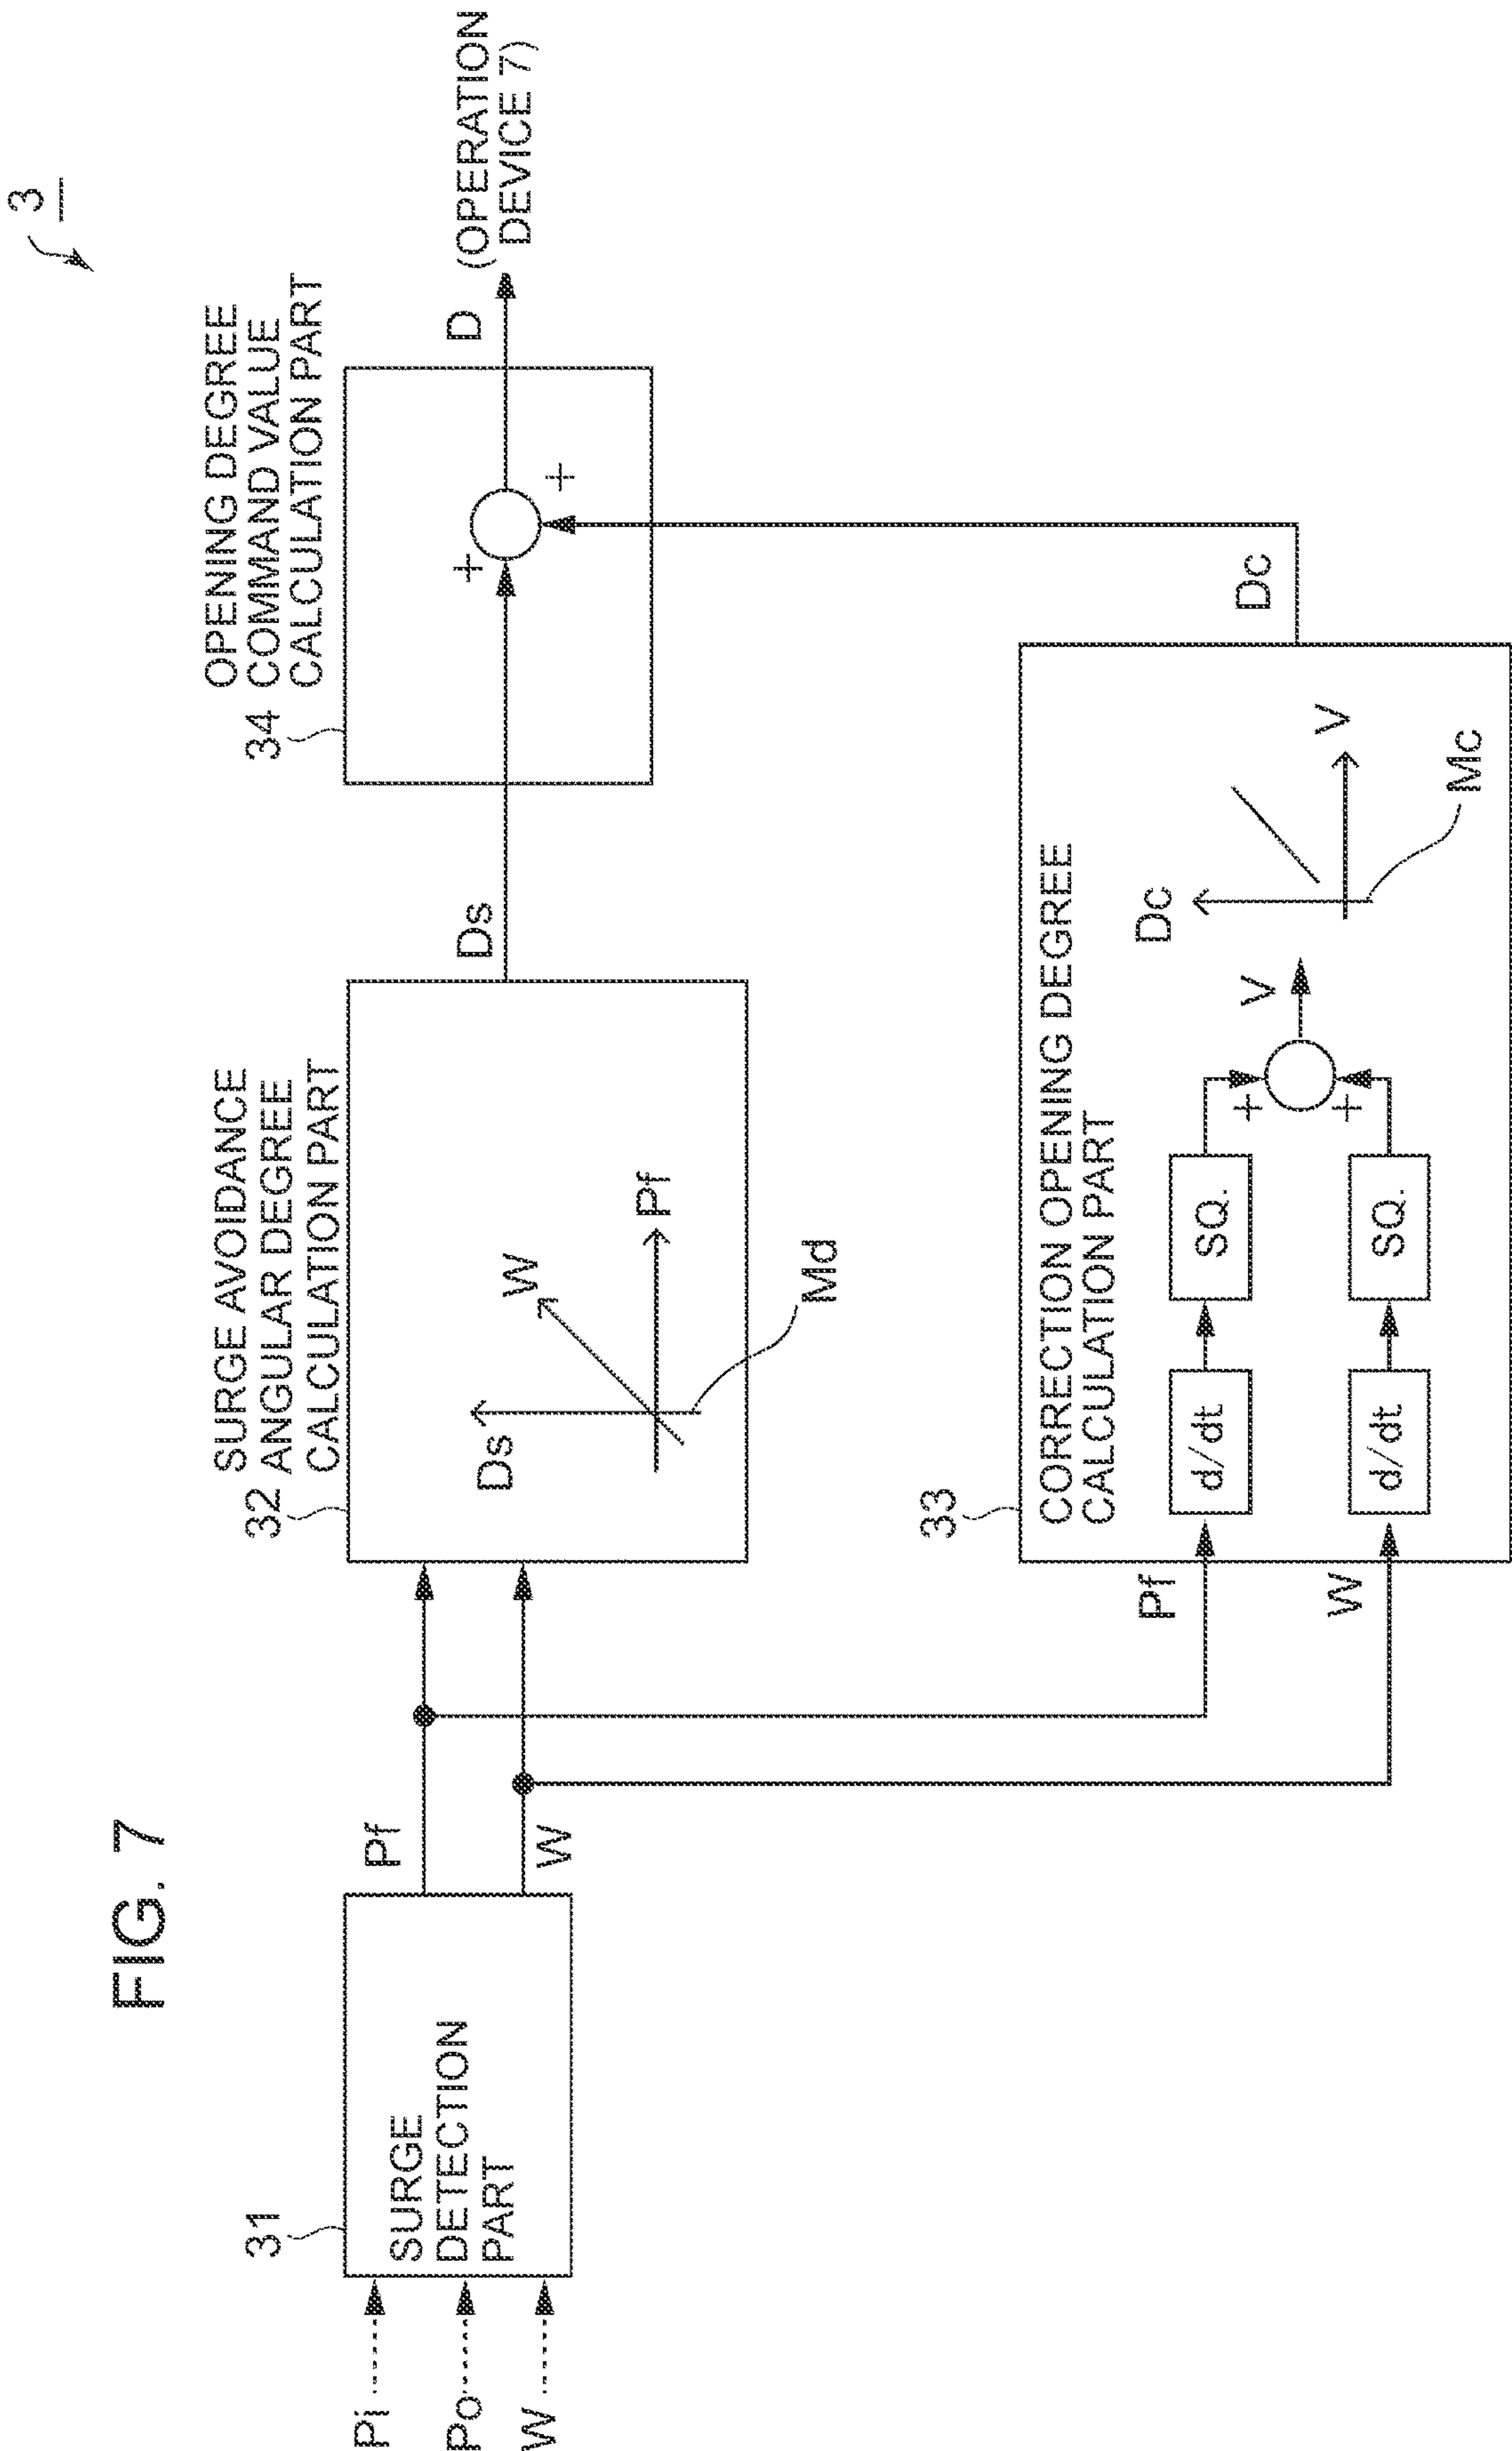 FIG. 7
3
Pi
Po
W
31
SURGE
DETECTION
PART
Pf
W
32
SURGE AVOIDANCE
ANGULAR DEGREE
CALCULATION PART
Ds
W
Pf
Md
Ds
34
OPENING DEGREE
COMMAND VALUE
CALCULATION PART
+
+
D
(OPERATION
DEVICE 7)
33
Pf
W
CORRECTION OPENING DEGREE
CALCULATION PART
d/dt
SQ.
d/dt
SQ.
+
+
V
Dc
V
Mc
Dc